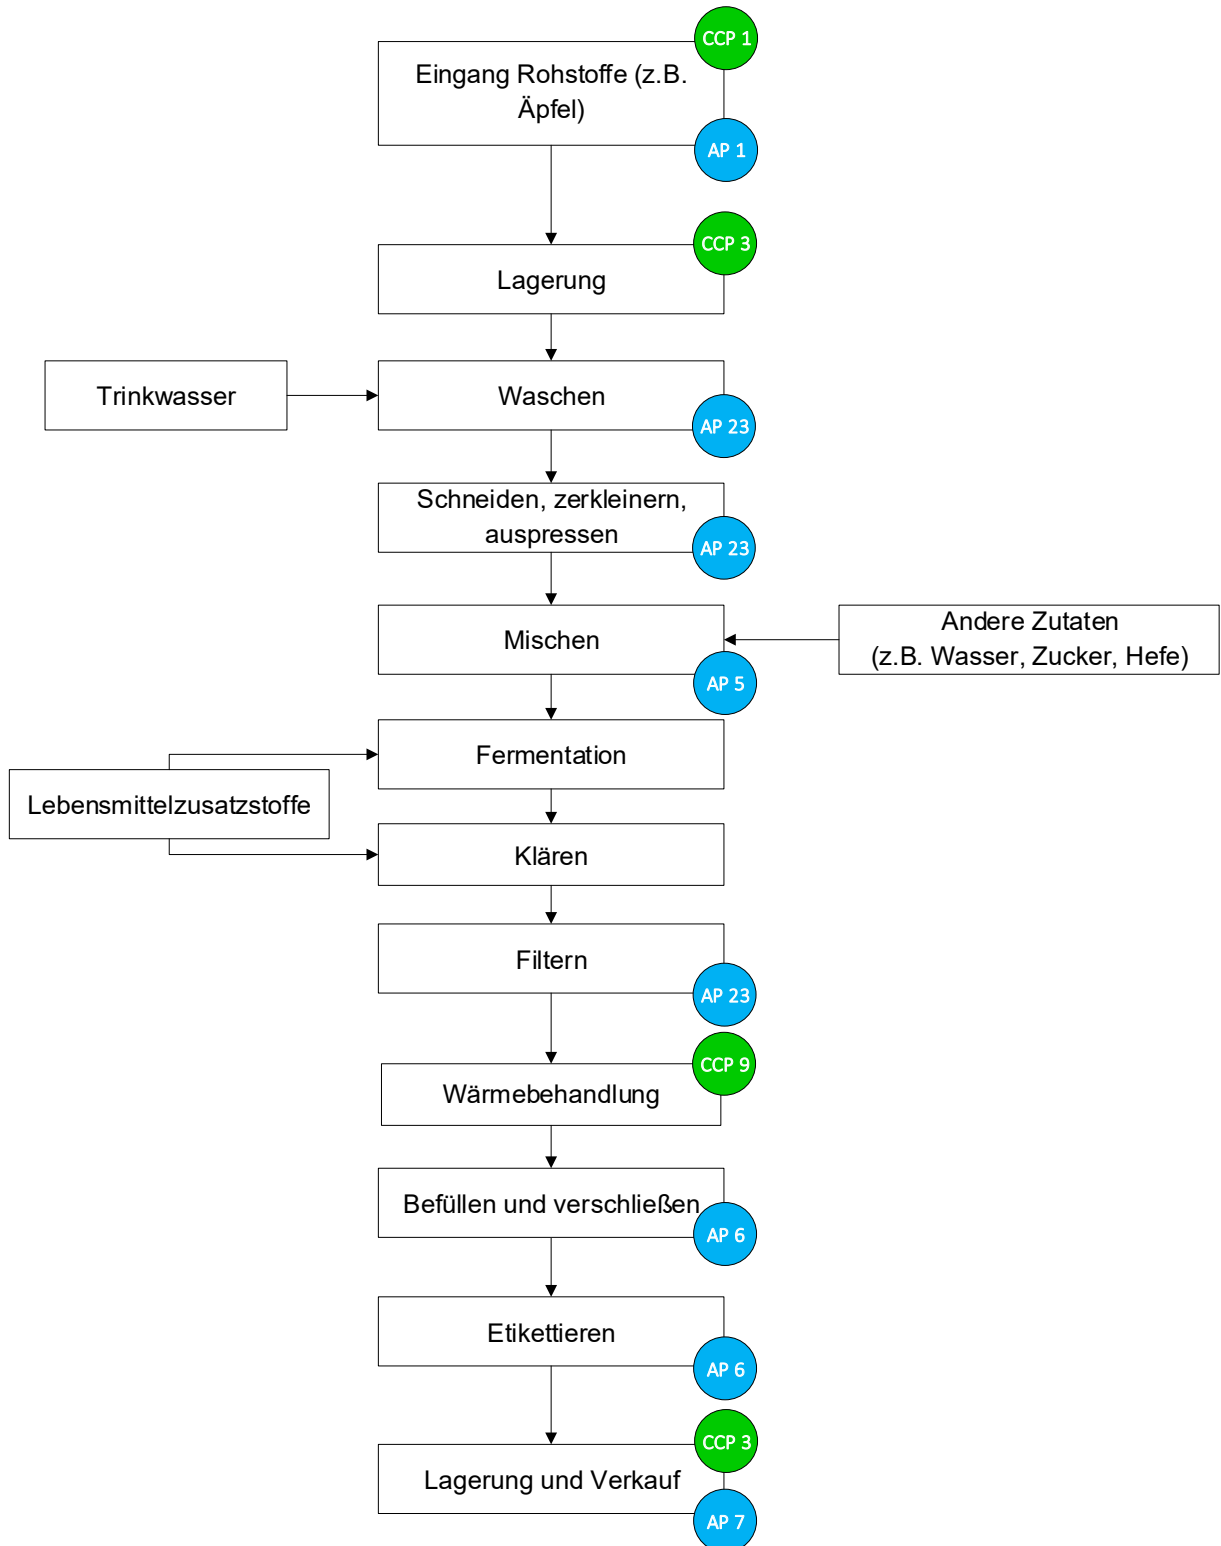 CCP 1
Eingang Rohstoffe (z.B.
Äpfel)
AP 1
CCP 3
Lagerung
Trinkwasser
Waschen
AP 23
Schneiden, zerkleinern,
auspressen
AP 23
Mischen
Andere Zutaten
(z.B. Wasser, Zucker, Hefe)
AP 5
Fermentation
Lebensmittelzusatzstoffe
Klären
Filtern
AP 23
CCP 9
Wärmebehandlung
Befüllen und verschließen
AP 6
Etikettieren
AP 6
CCP 3
Lagerung und Verkauf
AP 7